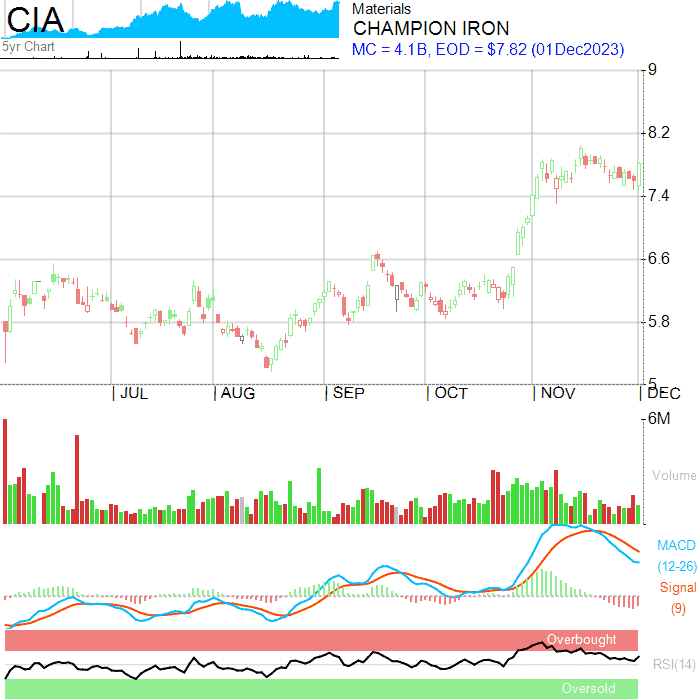 CIA
5yr Chart
Materials
CHAMPION IRON
MC = 4.1B, EOD = $7.82 (01Dec2023)
9
8.2
7.4
6.6
5.8
5
JUL AUG SEP OCT NOV DEC
6M
Volume
MACD
(12-26)
Signal
(9)
Overbought
RSI(14)
Oversold